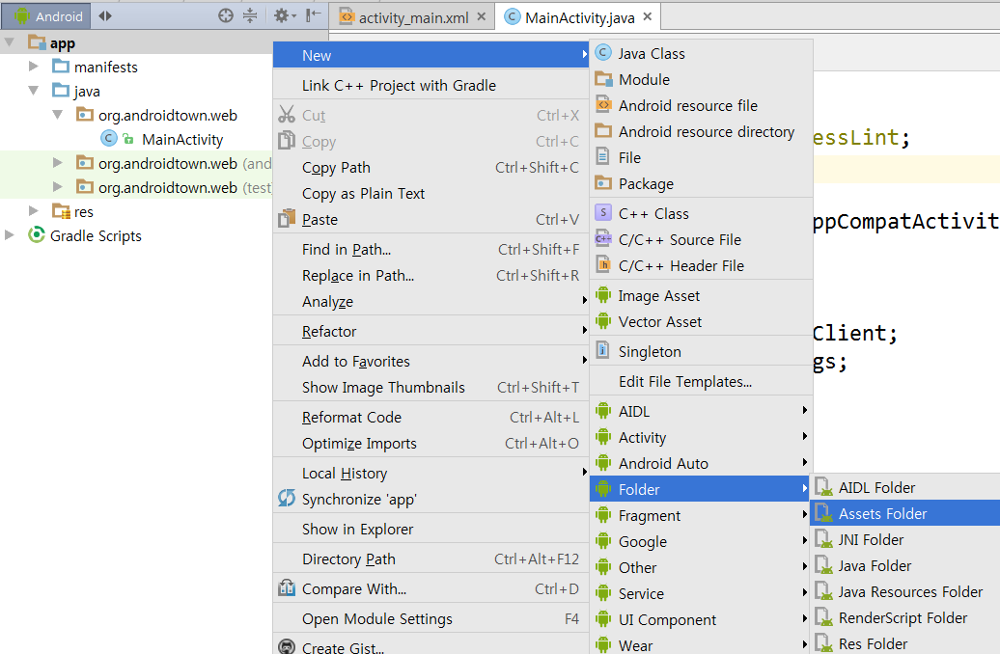 Android
activity_main.xml
MainActivity.java
app
manifests
java
org.androidtown.web
MainActivity
org.androidtown.web (and
org.androidtown.web (test
res
Gradle Scripts
New
Link C++ Project with Gradle
Cut Ctrl+X
Copy Ctrl+C
Copy Path Ctrl+Shift+C
Copy as Plain Text
Paste Ctrl+V
Find in Path... Ctrl+Shift+F
Replace in Path... Ctrl+Shift+R
Analyze
Refactor
Add to Favorites
Show Image Thumbnails Ctrl+Shift+T
Reformat Code Ctrl+Alt+L
Optimize Imports Ctrl+Alt+O
Local History
Synchronize 'app'
Show in Explorer
Directory Path Ctrl+Alt+F12
Compare With... Ctrl+D
Open Module Settings F4
Create Gist...
Java Class
Module
Android resource file
Android resource directory
File
Package
C++ Class
C/C++ Source File
C/C++ Header File
Image Asset
Vector Asset
Singleton
Edit File Templates...
AIDL
Activity
Android Auto
Folder
Fragment
Google
Other
Service
UI Component
Wear
AIDL Folder
Assets Folder
JNI Folder
Java Folder
Java Resources Folder
RenderScript Folder
Res Folder
essLint;
ppCompatActivit
Client;
gs;